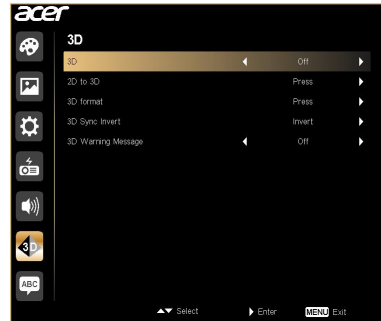 acer
3D
3D Off
2D to 3D Press
3D format Press
3D Sync Invert Invert
3D Warning Message Off
3D
ABC
Select Enter MENU Exit